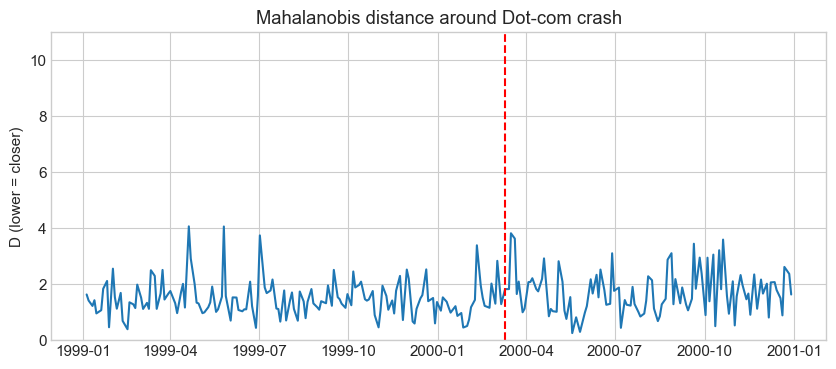 Mahalanobis distance around Dot-com crash
D (lower = closer)
10
8
6
4
2
0
1999-01 1999-04 1999-07 1999-10 2000-01 2000-04 2000-07 2000-10 2001-01